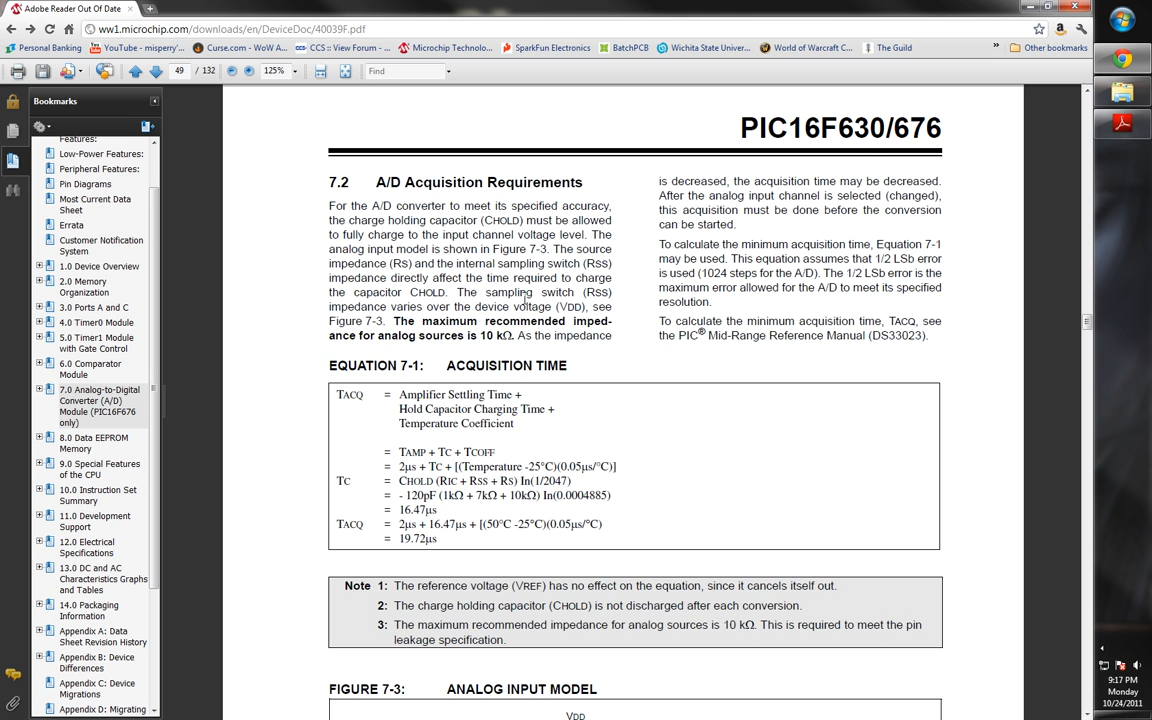 Adobe Reader Out Of Date
ww1.microchip.com/downloads/en/DeviceDoc/40039F.pdf
Personal Banking
YouTube - misperry'...
Curse.com - WoW A...
CCS :: View Forum - ...
Microchip Technolo...
SparkFun Electronics
BatchPCB
Wichita State Univer...
World of Warcraft C...
The Guild
»
Other bookmarks
49 / 132
125%
Find
Bookmarks
Features:
Low-Power Features:
Peripheral Features:
Pin Diagrams
Most Current Data
Sheet
Errata
Customer Notification
System
1.0 Device Overview
2.0 Memory
Organization
3.0 Ports A and C
4.0 Timer0 Module
5.0 Timer1 Module
with Gate Control
6.0 Comparator
Module
7.0 Analog-to-Digital
Converter (A/D)
Module (PIC16F676
only)
8.0 Data EEPROM
Memory
9.0 Special Features
of the CPU
10.0 Instruction Set
Summary
11.0 Development
Support
12.0 Electrical
Specifications
13.0 DC and AC
Characteristics Graphs
and Tables
14.0 Packaging
Information
Appendix A: Data
Sheet Revision History
Appendix B: Device
Differences
Appendix C: Device
Migrations
Appendix D: Migrating
PIC16F630/676
7.2 A/D Acquisition Requirements
For the A/D converter to meet its specified accuracy,
the charge holding capacitor (CHOLD) must be allowed
to fully charge to the input channel voltage level. The
analog input model is shown in Figure 7-3. The source
impedance (RS) and the internal sampling switch (RSS)
impedance directly affect the time required to charge
the capacitor CHOLD. The sampling switch (RSS)
impedance varies over the device voltage (VDD), see
Figure 7-3. The maximum recommended imped-
ance for analog sources is 10 kΩ. As the impedance
is decreased, the acquisition time may be decreased.
After the analog input channel is selected (changed),
this acquisition must be done before the conversion
can be started.
To calculate the minimum acquisition time, Equation 7-1
may be used. This equation assumes that 1/2 LSb error
is used (1024 steps for the A/D). The 1/2 LSb error is the
maximum error allowed for the A/D to meet its specified
resolution.
To calculate the minimum acquisition time, TACQ, see
the PIC® Mid-Range Reference Manual (DS33023).
EQUATION 7-1: ACQUISITION TIME
TACQ = Amplifier Settling Time +
Hold Capacitor Charging Time +
Temperature Coefficient
= TAMP + TC + TCOFF
= 2µs + TC + [(Temperature -25°C)(0.05µs/°C)]
TC = CHOLD (RIC + RSS + RS) In(1/2047)
= - 120pF (1kΩ + 7kΩ + 10kΩ) In(0.0004885)
= 16.47µs
TACQ = 2µs + 16.47µs + [(50°C -25°C)(0.05µs/°C)
= 19.72µs
Note 1: The reference voltage (VREF) has no effect on the equation, since it cancels itself out.
2: The charge holding capacitor (CHOLD) is not discharged after each conversion.
3: The maximum recommended impedance for analog sources is 10 kΩ. This is required to meet the pin
leakage specification.
FIGURE 7-3: ANALOG INPUT MODEL
VDD
9:17 PM
Monday
10/24/2011